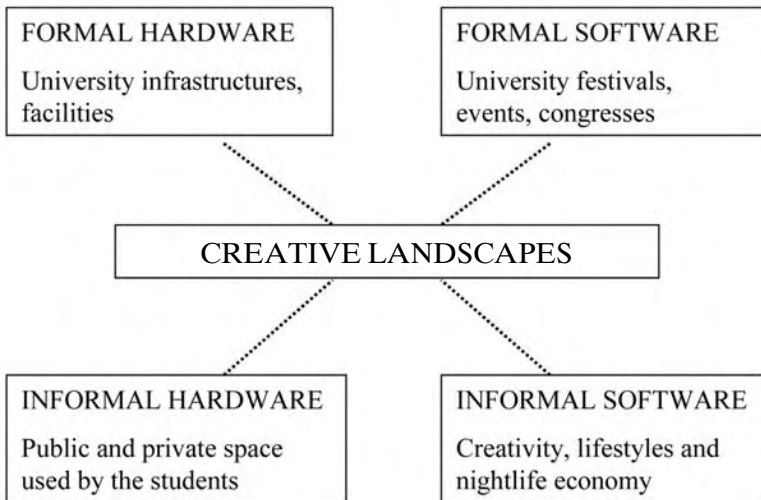 FORMAL HARDWARE
University infrastructures,
facilities
FORMAL SOFTWARE
University festivals,
events, congresses
CREATIVE LANDSCAPES
INFORMAL HARDWARE
Public and private space
used by the students
INFORMAL SOFTWARE
Creativity, lifestyles and
nightlife economy